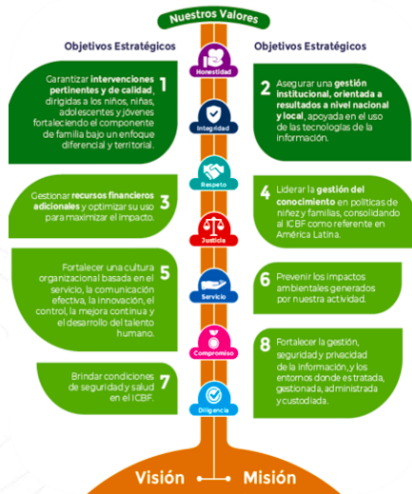 Nuestros Valores
Objetivos Estratégicos
Objetivos Estratégicos
Honestidad
1
Garantizar intervenciones
pertinentes y de calidad,
dirigidas a los niños, niñas,
adolescentes y jóvenes
fortaleciendo el componente
de familia bajo un enfoque
diferencial y territorial.
2
Asegurar una gestión
institucional, orientada a
resultados a nivel nacional
y local, apoyada en el uso
de las tecnologías de la
información.
Integridad
Respeto
3
Gestionar recursos financieros
adicionales y optimizar su uso
para maximizar el impacto.
4
Liderar la gestión del
conocimiento en políticas de
niñez y familias, consolidando
al ICBF como referente en
América Latina.
Justicia
5
Fortalecer una cultura
organizacional basada en el
servicio, la comunicación
efectiva, la innovación, el
control, la mejora continua y
el desarrollo del talento
humano.
6
Prevenir los impactos
ambientales generados
por nuestra actividad.
Servicio
Compromiso
7
Brindar condiciones
de seguridad y salud
en el ICBF.
8
Fortalecer la gestión,
seguridad y privacidad
de la información, y los
entornos donde es tratada,
gestionada, administrada
y custodiada.
Diligencia
Visión
Misión